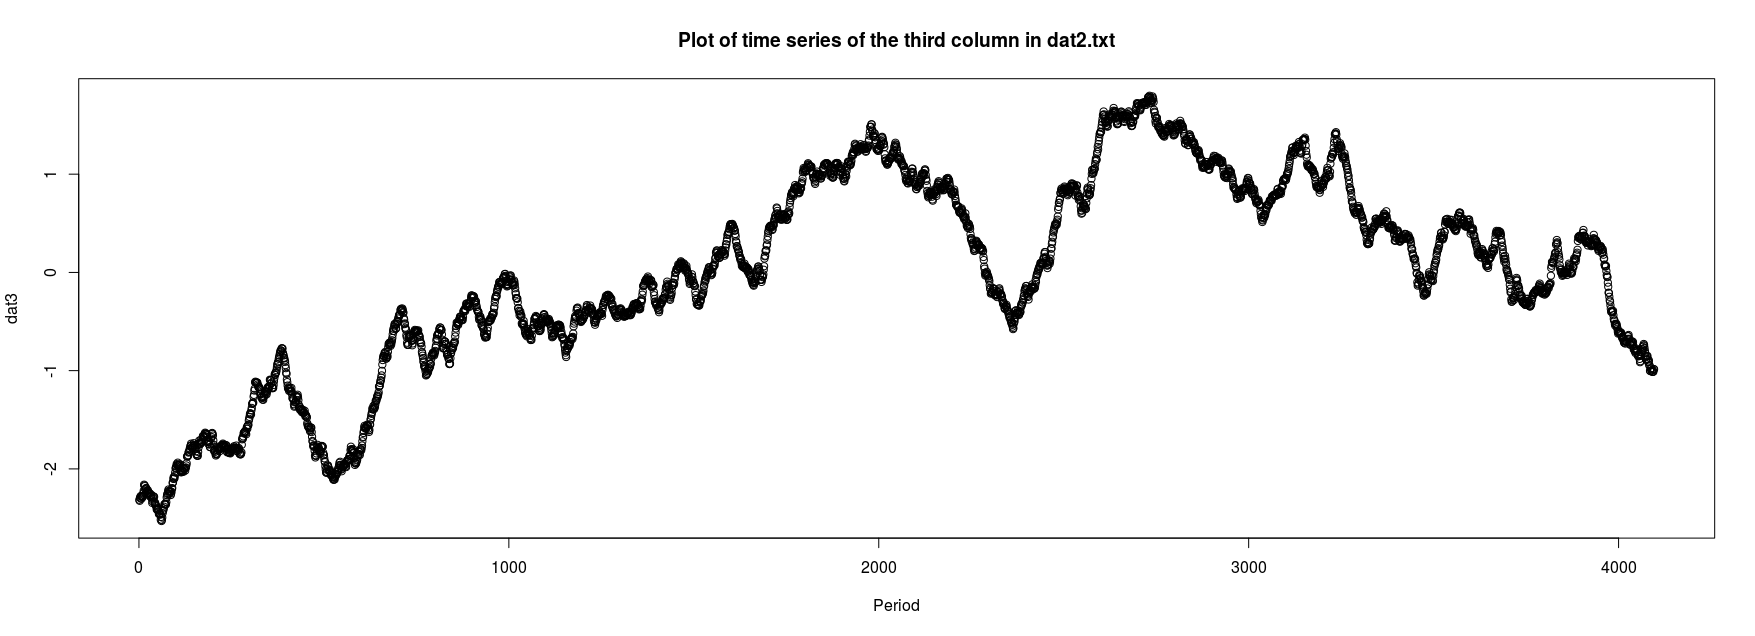 Plot of time series of the third column in dat2.txt
dat3
1
0
-1
-2
0 1000 2000 3000 4000
Period